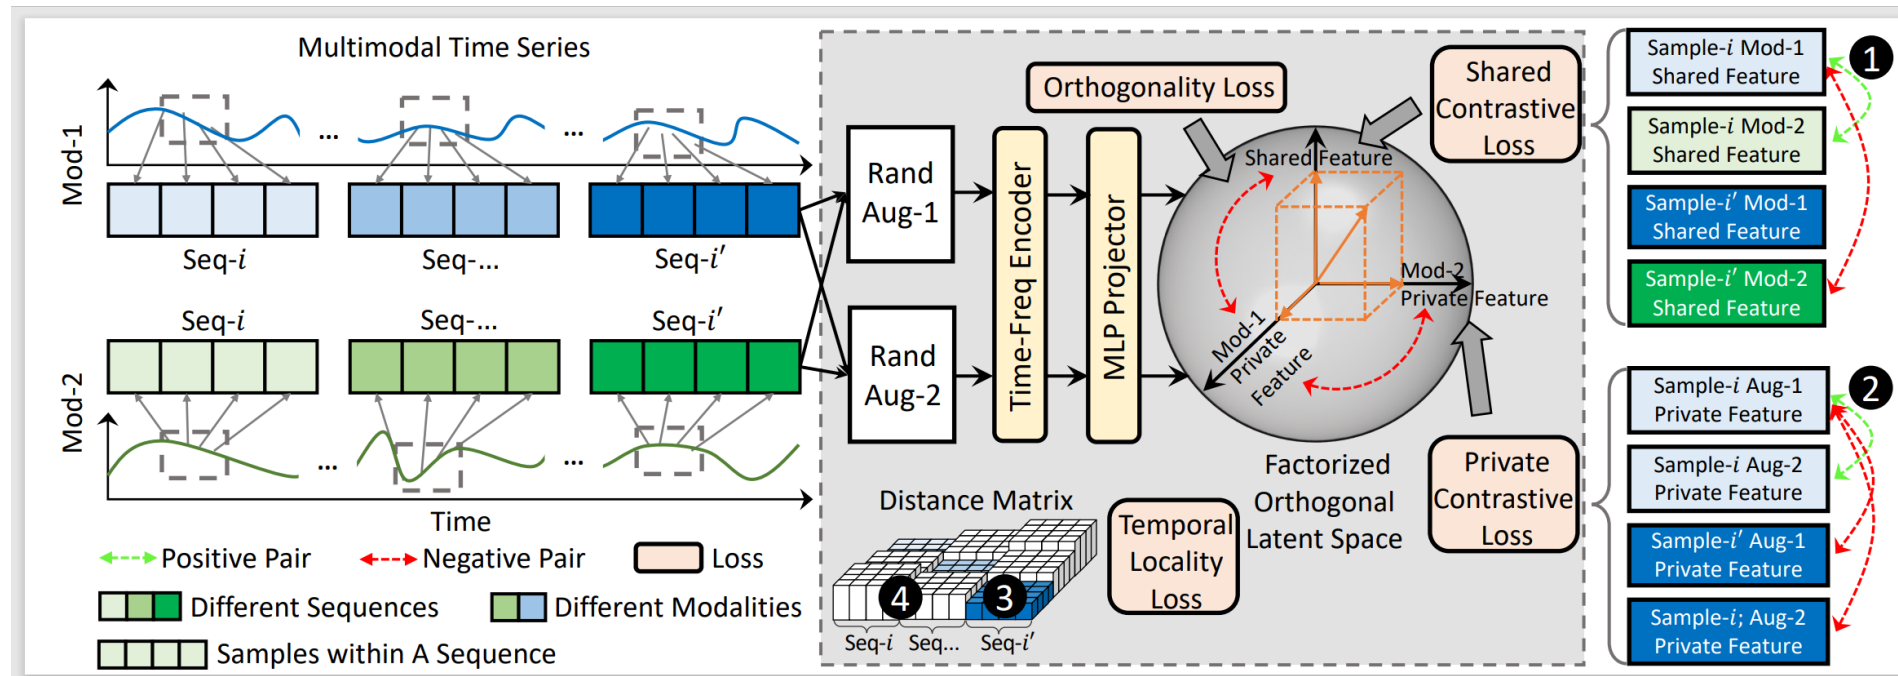 Multimodal Time Series
Mod-1
...
...
Seq-i
Seq-...
Seq-i′
Seq-i
Seq-...
Seq-i′
Mod-2
...
...
Time
Positive Pair
Negative Pair
Loss
Different Sequences
Different Modalities
Samples within A Sequence
Rand
Aug-1
Rand
Aug-2
Time-Freq Encoder
MLP Projector
Orthogonality Loss
Shared
Contrastive
Loss
Shared Feature
Mod-2
Private Feature
Mod-1
Private
Feature
Factorized
Orthogonal
Latent Space
Private
Contrastive
Loss
Distance Matrix
4
3
Seq-i
Seq...
Seq-i′
Temporal
Locality
Loss
Sample-i Mod-1
Shared Feature
1
Sample-i Mod-2
Shared Feature
Sample-i′ Mod-1
Shared Feature
Sample-i′ Mod-2
Shared Feature
Sample-i Aug-1
Private Feature
2
Sample-i Aug-2
Private Feature
Sample-i′ Aug-1
Private Feature
Sample-i; Aug-2
Private Feature